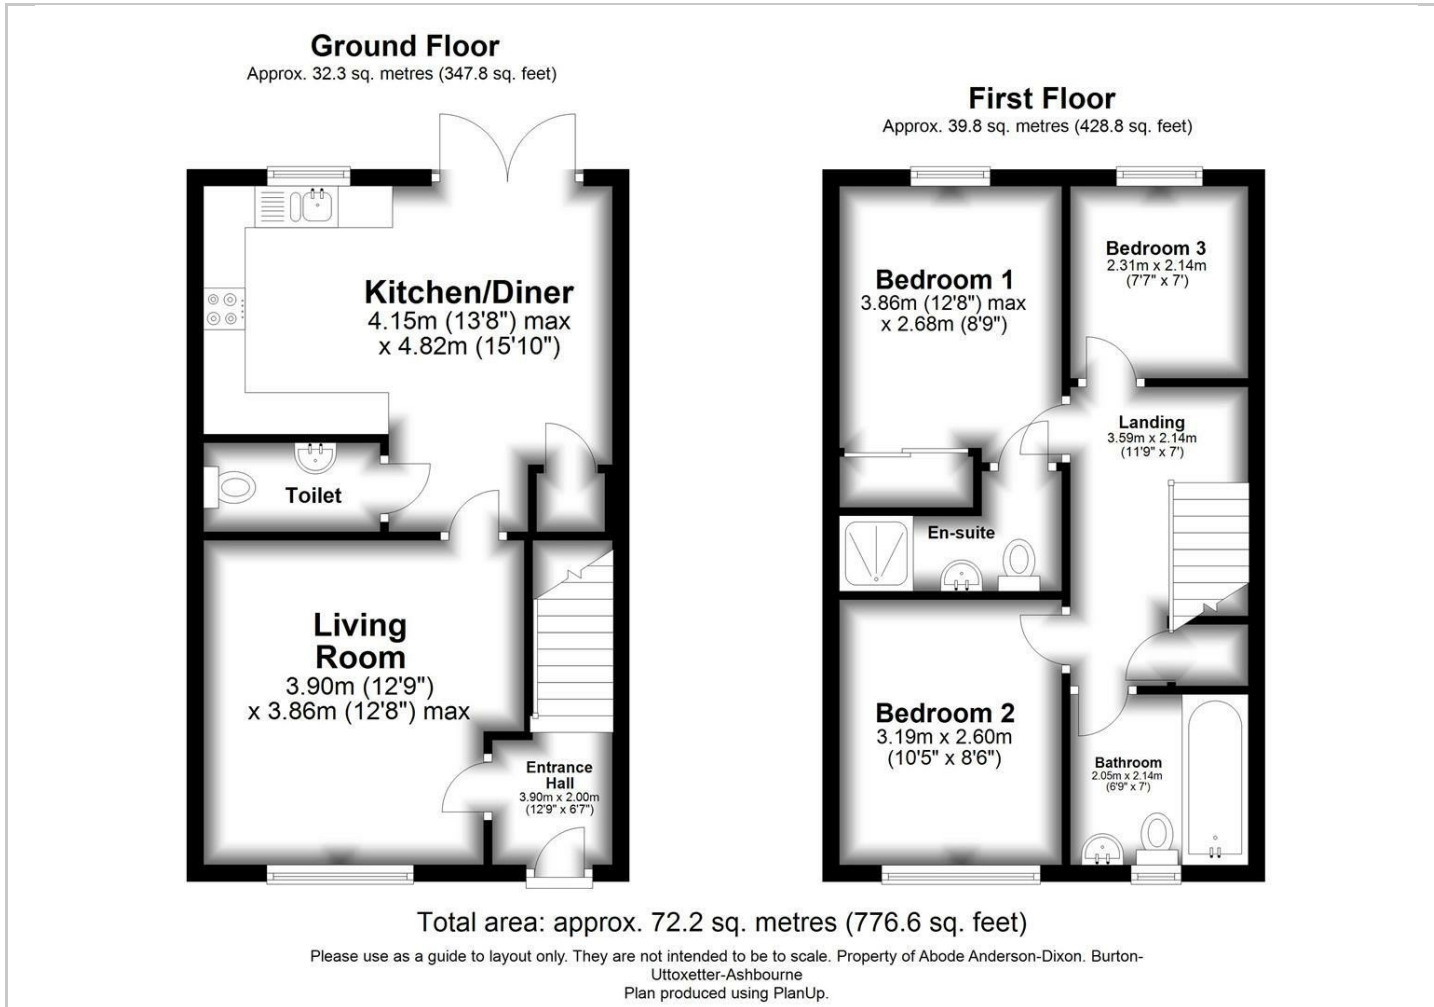 Ground Floor
Approx. 32.3 sq. metres (347.8 sq. feet)
Kitchen/Diner
4.15m (13'8") max
x 4.82m (15'10")
Toilet
Living
Room
3.90m (12'9")
x 3.86m (12'8") max
Entrance
Hall
3.90m x 2.00m
(12'9" x 6'7")
First Floor
Approx. 39.8 sq. metres (428.8 sq. feet)
Bedroom 1
3.86m (12'8") max
x 2.68m (8'9")
Bedroom 3
2.31m x 2.14m
(7'7" x 7')
Landing
3.59m x 2.14m
(11'9" x 7')
En-suite
Bedroom 2
3.19m x 2.60m
(10'5" x 8'6")
Bathroom
2.05m x 2.14m
(6'9" x 7')
Total area: approx. 72.2 sq. metres (776.6 sq. feet)
Please use as a guide to layout only. They are not intended to be to scale. Property of Abode Anderson-Dixon. Burton-
Uttoxetter-Ashbourne
Plan produced using PlanUp.